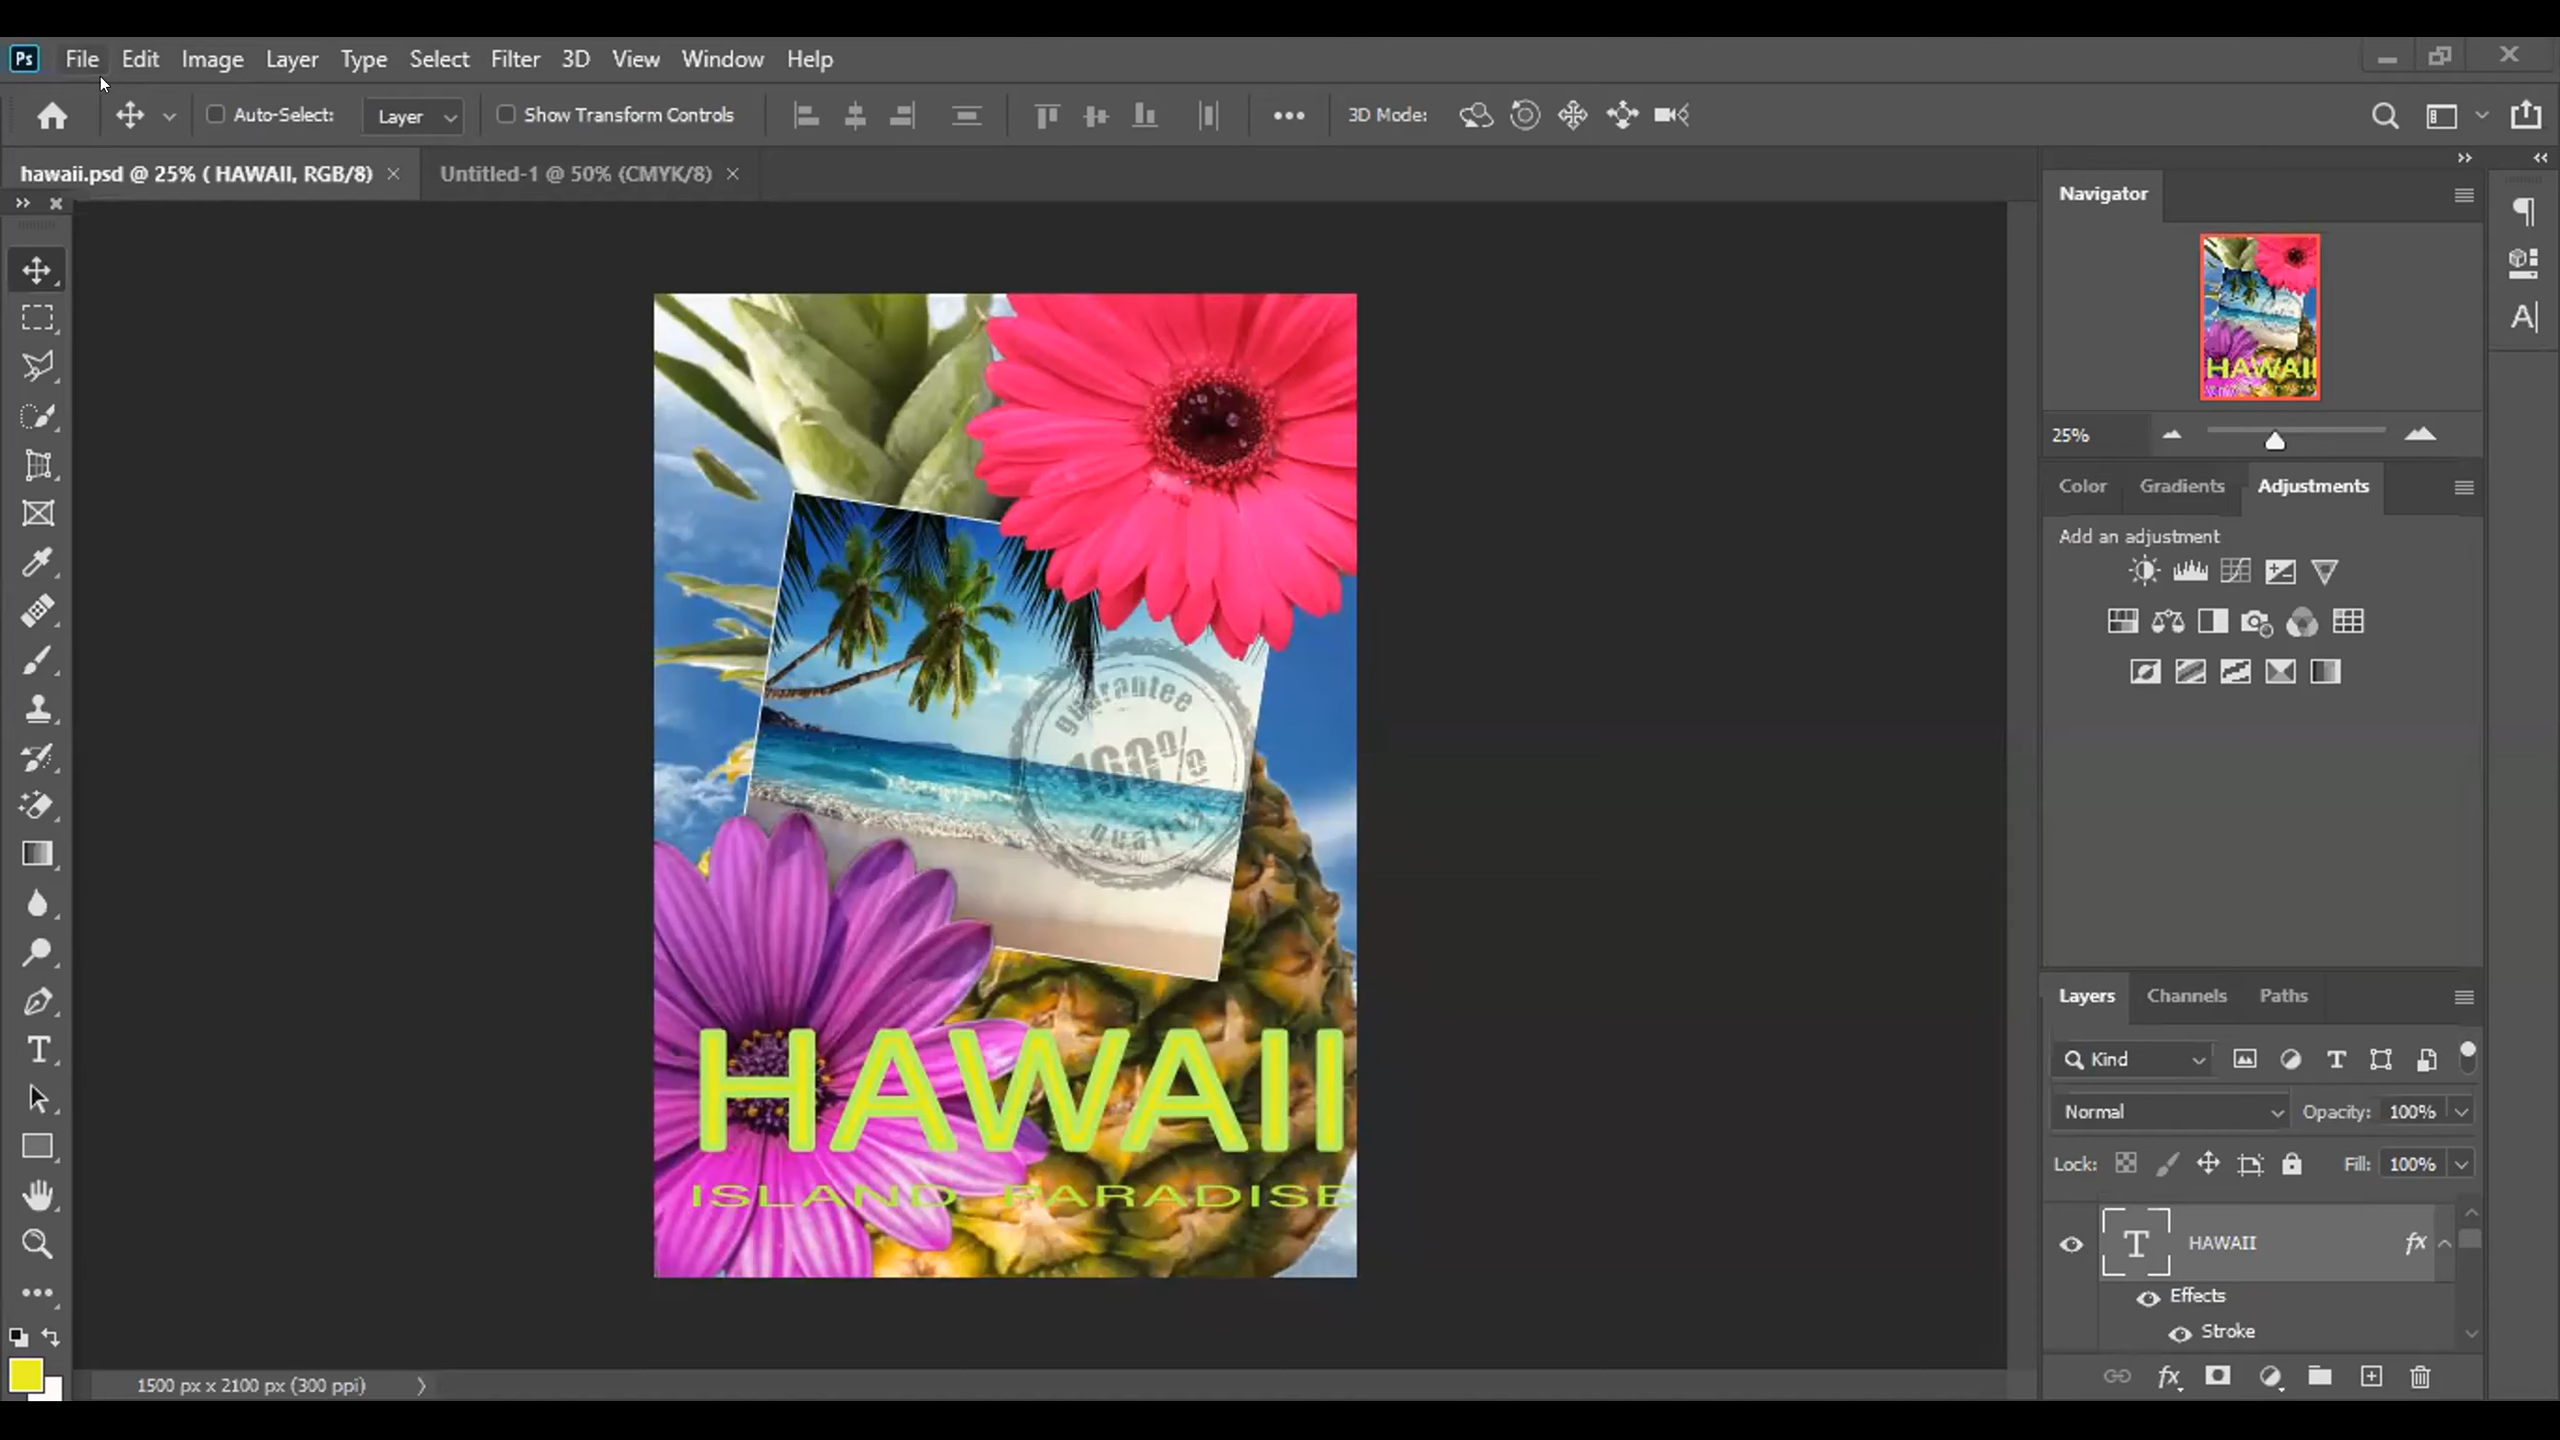 Ps File Edit Image Layer Type Select Filter 3D View Window Help
Auto-Select: Layer Show Transform Controls 3D Mode:
hawaii.psd @ 25% ( HAWAII, RGB/8) × Untitled-1 @ 50% (CMYK/8) ×
Navigator
25%
Color Gradients Adjustments
Add an adjustment
guarantee
100%
quality
HAWAII
ISLAND PARADISE
Layers Channels Paths
Kind
Normal Opacity: 100%
Lock: Fill: 100%
T HAWAII fx
Effects
Stroke
fx
1500 px x 2100 px (300 ppi)